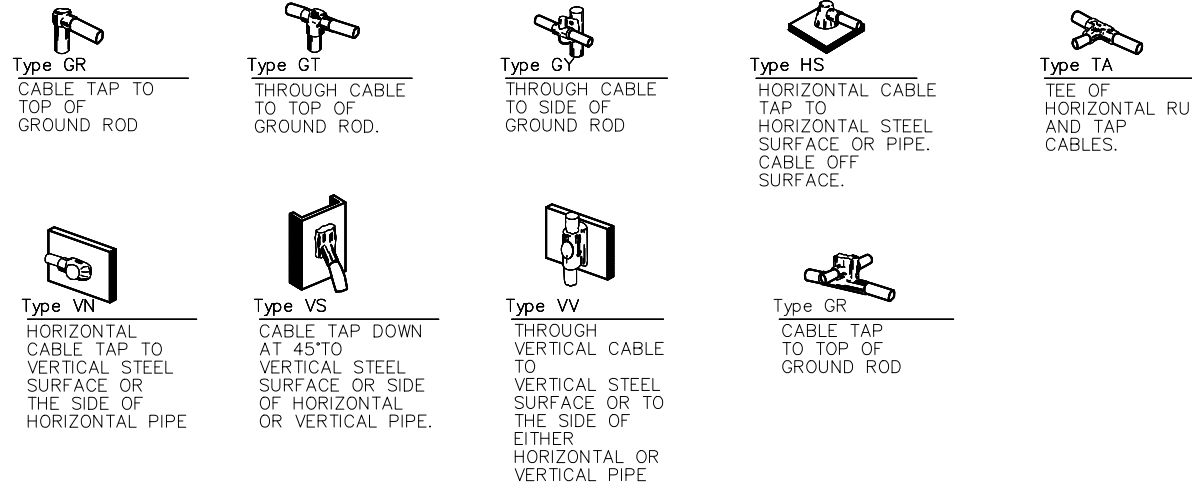 Type GR
CABLE TAP TO
TOP OF
GROUND ROD
Type GT
THROUGH CABLE
TO TOP OF
GROUND ROD.
Type GY
THROUGH CABLE
TO SIDE OF
GROUND ROD
Type HS
HORIZONTAL CABLE
TAP TO
HORIZONTAL STEEL
SURFACE OR PIPE.
CABLE OFF
SURFACE.
Type TA
TEE OF
HORIZONTAL RU
AND TAP
CABLES.
Type VN
HORIZONTAL
CABLE TAP TO
VERTICAL STEEL
SURFACE OR
THE SIDE OF
HORIZONTAL PIPE
Type VS
CABLE TAP DOWN
AT 45°TO
VERTICAL STEEL
SURFACE OR SIDE
OF HORIZONTAL
OR VERTICAL PIPE.
Type VV
THROUGH
VERTICAL CABLE
TO
VERTICAL STEEL
SURFACE OR TO
THE SIDE OF
EITHER
HORIZONTAL OR
VERTICAL PIPE
Type GR
CABLE TAP
TO TOP OF
GROUND ROD